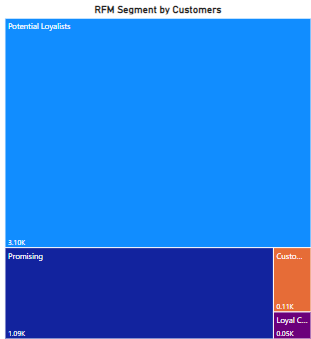 RFM Segment by Customers
Potential Loyalists
3.10K
Promising
1.09K
Custo...
0.11K
Loyal C...
0.05K